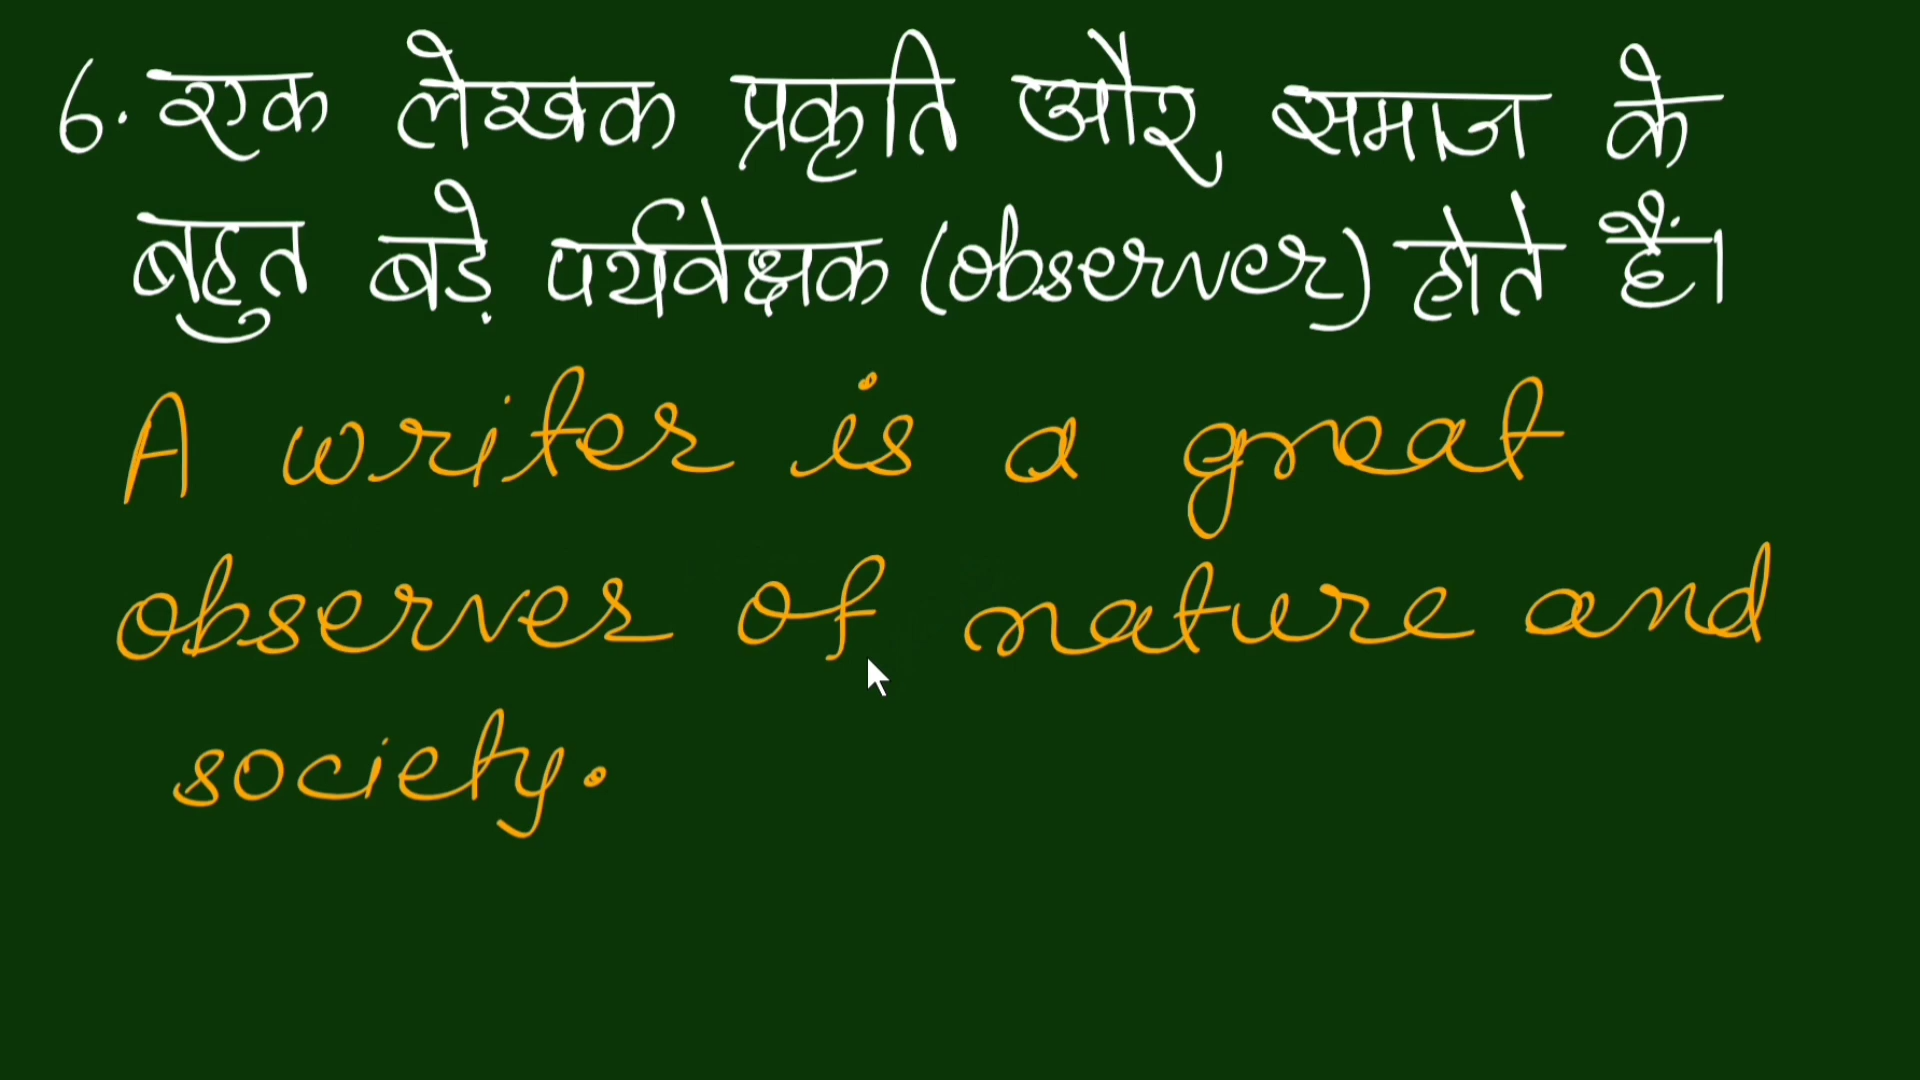 6. एक लेखक प्रकृति और समाज के
बहुत बड़े पर्यवेक्षक (observer) होते हैं।
A writer is a great
observer of nature and
society.